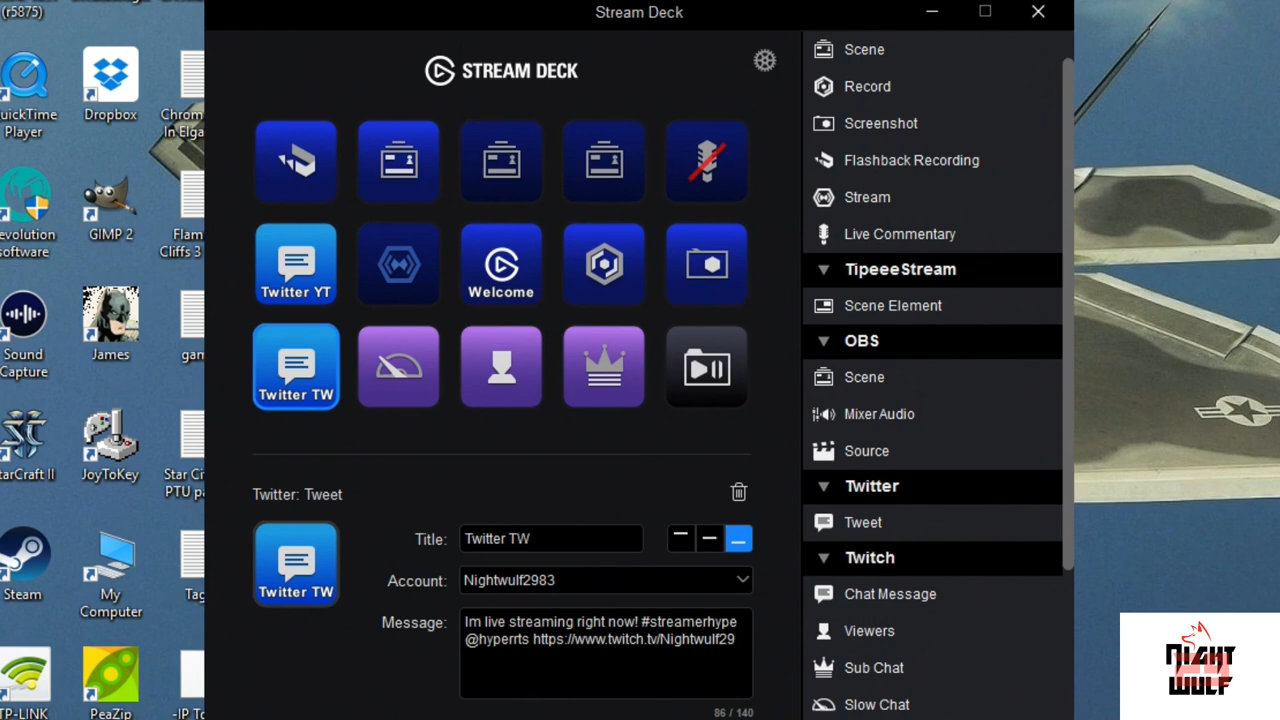 (r5875)
QuickTime
Player
Dropbox
Chrom
In Elga
evolution
software
GIMP 2
Flam
Cliffs 3
Sound
Capture
James
gam
StarCraft II
JoyToKey
Star Ci
PTU pa
Steam
My
Computer
Tag
TP-LINK
PeaZip
-IP To
Stream Deck
STREAM DECK
Twitter YT
Welcome
Twitter TW
Twitter: Tweet
Twitter TW
Title:
Twitter TW
Account:
Nightwulf2983
Message:
Im live streaming right now! #streamerhype
@hyperrts https://www.twitch.tv/Nightwulf29
86 / 140
Scene
Record
Screenshot
Flashback Recording
Stream
Live Commentary
TipeeeStream
Scene Element
OBS
Scene
Mixer Audio
Source
Twitter
Tweet
Twitch
Chat Message
Viewers
Sub Chat
Slow Chat
NIGHT
WULF